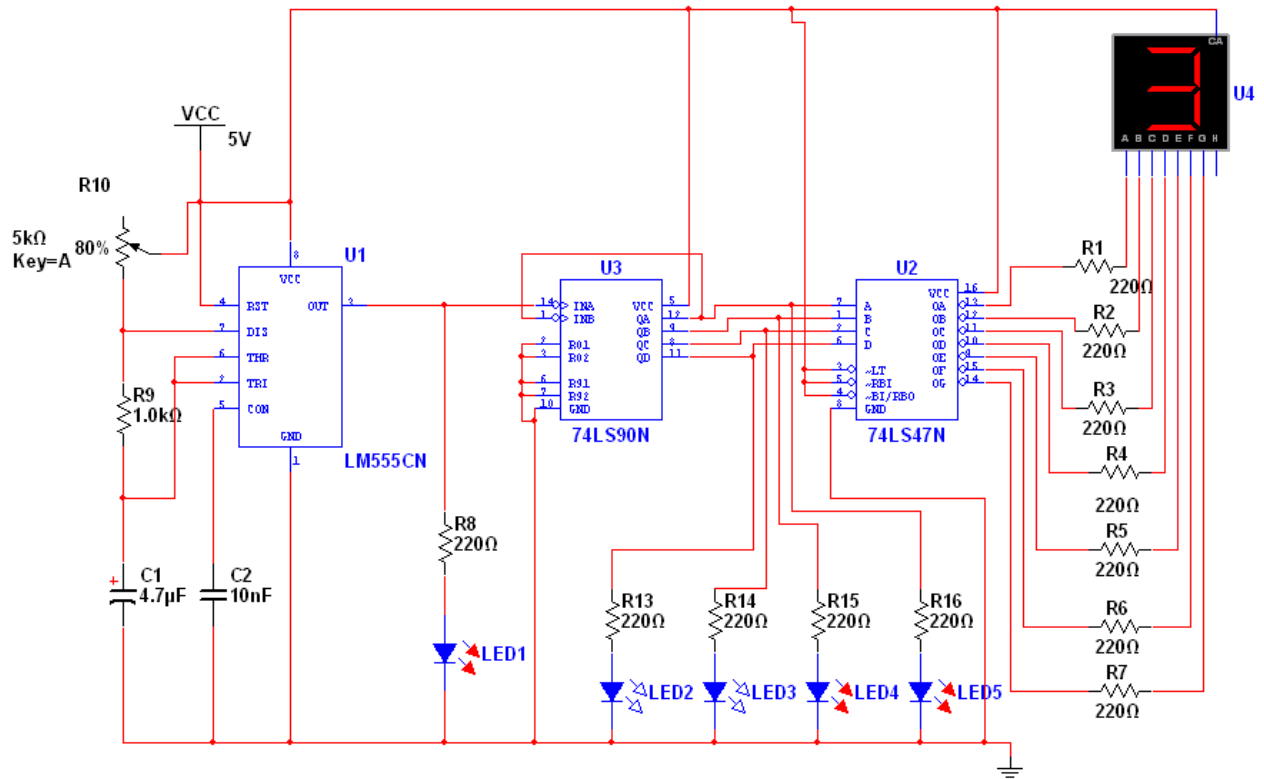 VCC
5V
R10
5kΩ
Key=A
80%
U1
8
VCC
4 RST
OUT 3
7 DIS
6 THR
2 TRI
5 CON
GND
1
LM555CN
R9
1.0kΩ
C1
4.7µF
+
C2
10nF
R8
220Ω
LED1
U3
14 INA
1 INB
2 R01
3 R02
6 R91
7 R92
10 GND
VCC 5
QA 12
QB 9
QC 8
QD 11
74LS90N
U2
7 A
1 B
2 C
6 D
3 ~LT
5 ~RBI
4 ~BI/RBO
8 GND
VCC 16
OA 13
OB 12
OC 11
OD 10
OE 9
OF 15
OG 14
74LS47N
CA
3
A B C D E F G H
U4
R1
220Ω
R2
220Ω
R3
220Ω
R4
220Ω
R5
220Ω
R6
220Ω
R7
220Ω
R13
220Ω
R14
220Ω
R15
220Ω
R16
220Ω
LED2
LED3
LED4
LED5